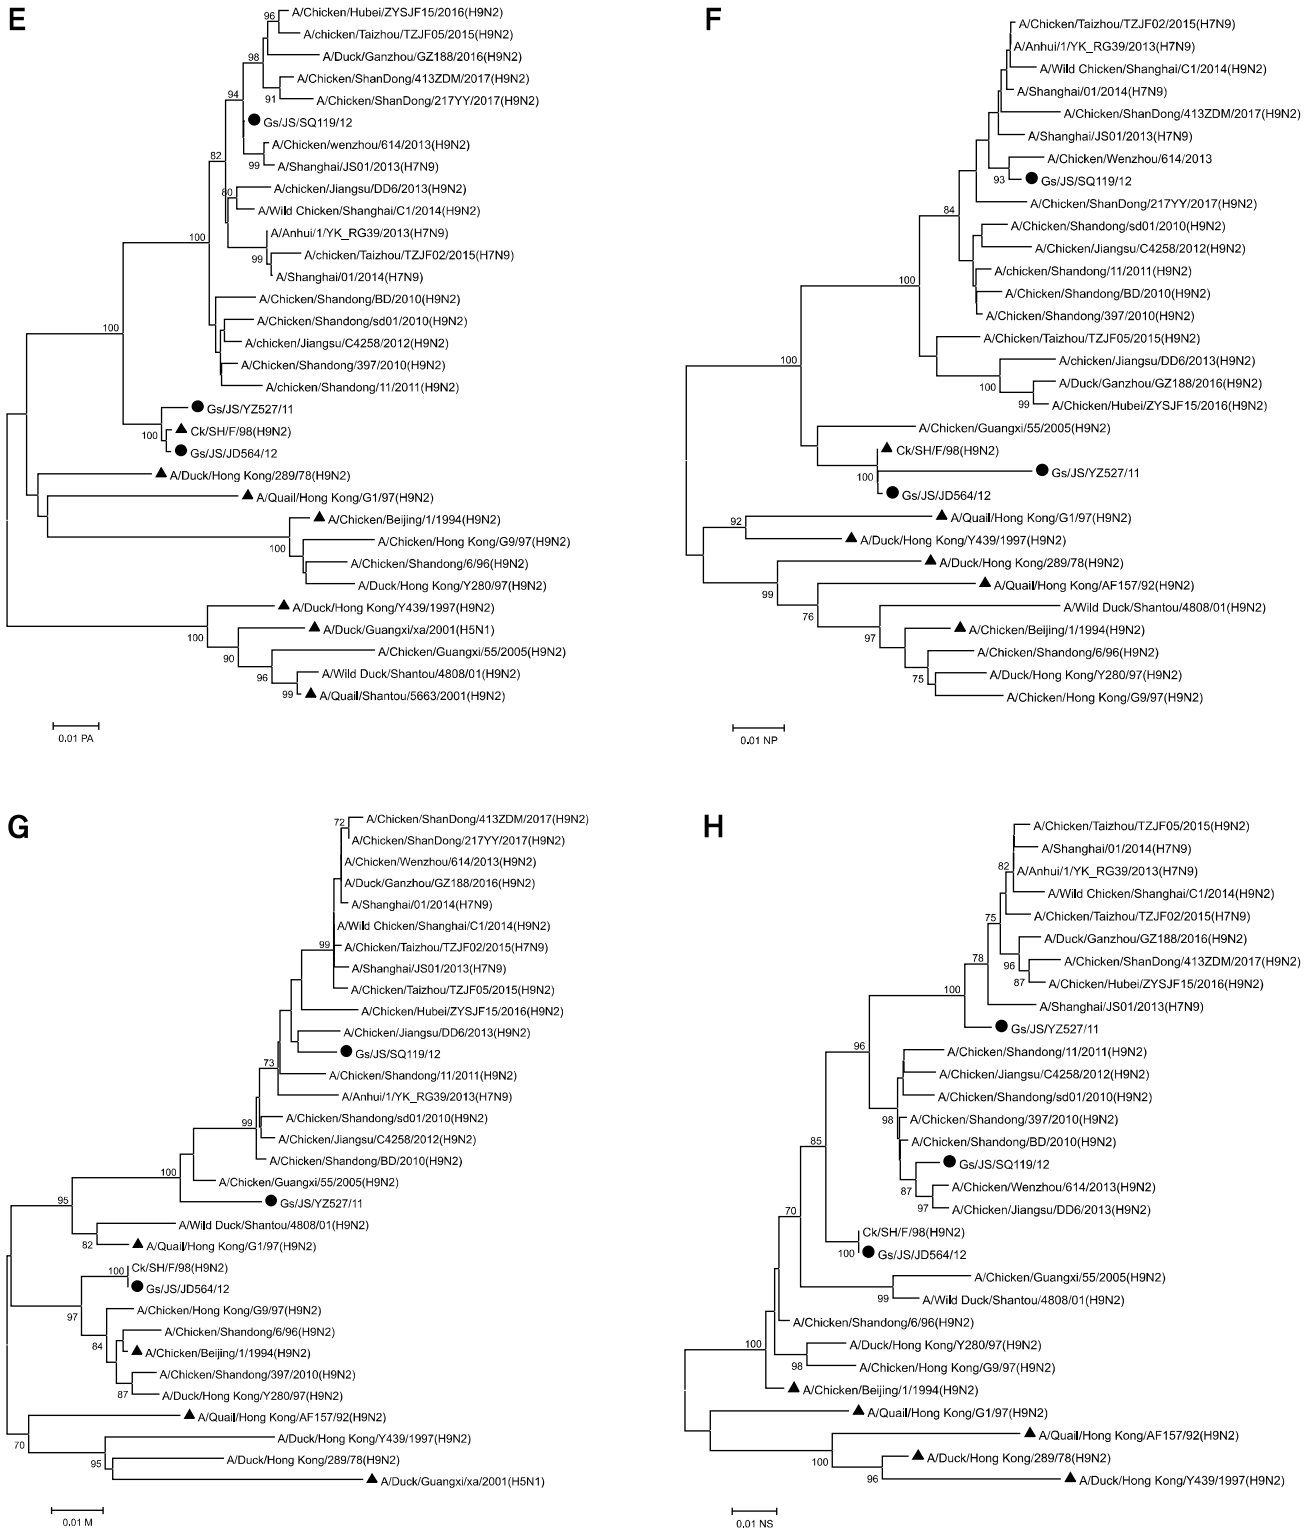 E
96
A/Chicken/Hubei/ZYSJF15/2016(H9N2)
A/chicken/Taizhou/TZJF05/2015(H9N2)
98
A/Duck/Ganzhou/GZ188/2016(H9N2)
A/Chicken/ShanDong/413ZDM/2017(H9N2)
94
91
A/Chicken/ShanDong/217YY/2017(H9N2)
Gs/JS/SQ119/12
A/chicken/wenzhou/614/2013(H9N2)
82
99
A/Shanghai/JS01/2013(H7N9)
80
A/chicken/Jiangsu/DD6/2013(H9N2)
A/Wild Chicken/Shanghai/C1/2014(H9N2)
100
A/Anhui/1/YK_RG39/2013(H7N9)
99
A/chicken/Taizhou/TZJF02/2015(H7N9)
A/Shanghai/01/2014(H7N9)
A/Chicken/Shandong/BD/2010(H9N2)
A/Chicken/Shandong/sd01/2010(H9N2)
100
A/chicken/Jiangsu/C4258/2012(H9N2)
A/Chicken/Shandong/397/2010(H9N2)
A/chicken/Shandong/11/2011(H9N2)
Gs/JS/YZ527/11
100
Ck/SH/F/98(H9N2)
Gs/JS/JD564/12
A/Duck/Hong Kong/289/78(H9N2)
A/Quail/Hong Kong/G1/97(H9N2)
A/Chicken/Beijing/1/1994(H9N2)
100
A/Chicken/Hong Kong/G9/97(H9N2)
A/Chicken/Shandong/6/96(H9N2)
A/Duck/Hong Kong/Y280/97(H9N2)
A/Duck/Hong Kong/Y439/1997(H9N2)
100
A/Duck/Guangxi/xa/2001(H5N1)
90
A/Chicken/Guangxi/55/2005(H9N2)
96
A/Wild Duck/Shantou/4808/01(H9N2)
99
A/Quail/Shantou/5663/2001(H9N2)
0.01 PA
F
A/Chicken/Taizhou/TZJF02/2015(H7N9)
A/Anhui/1/YK_RG39/2013(H7N9)
A/Wild Chicken/Shanghai/C1/2014(H9N2)
A/Shanghai/01/2014(H7N9)
A/Chicken/ShanDong/413ZDM/2017(H9N2)
A/Shanghai/JS01/2013(H7N9)
A/Chicken/Wenzhou/614/2013
93
Gs/JS/SQ119/12
84
A/Chicken/ShanDong/217YY/2017(H9N2)
A/Chicken/Shandong/sd01/2010(H9N2)
A/Chicken/Jiangsu/C4258/2012(H9N2)
100
A/chicken/Shandong/11/2011(H9N2)
A/Chicken/Shandong/BD/2010(H9N2)
A/Chicken/Shandong/397/2010(H9N2)
A/Chicken/Taizhou/TZJF05/2015(H9N2)
100
A/chicken/Jiangsu/DD6/2013(H9N2)
100
A/Duck/Ganzhou/GZ188/2016(H9N2)
99
A/Chicken/Hubei/ZYSJF15/2016(H9N2)
A/Chicken/Guangxi/55/2005(H9N2)
Ck/SH/F/98(H9N2)
100
Gs/JS/YZ527/11
Gs/JS/JD564/12
92
A/Quail/Hong Kong/G1/97(H9N2)
A/Duck/Hong Kong/Y439/1997(H9N2)
A/Duck/Hong Kong/289/78(H9N2)
99
A/Quail/Hong Kong/AF157/92(H9N2)
76
A/Wild Duck/Shantou/4808/01(H9N2)
97
A/Chicken/Beijing/1/1994(H9N2)
A/Chicken/Shandong/6/96(H9N2)
75
A/Duck/Hong Kong/Y280/97(H9N2)
A/Chicken/Hong Kong/G9/97(H9N2)
0.01 NP
G
72
A/Chicken/ShanDong/413ZDM/2017(H9N2)
A/Chicken/ShanDong/217YY/2017(H9N2)
A/Chicken/Wenzhou/614/2013(H9N2)
A/Duck/Ganzhou/GZ188/2016(H9N2)
A/Shanghai/01/2014(H7N9)
A/Wild Chicken/Shanghai/C1/2014(H9N2)
99
A/Chicken/Taizhou/TZJF02/2015(H7N9)
A/Shanghai/JS01/2013(H7N9)
A/Chicken/Taizhou/TZJF05/2015(H9N2)
A/Chicken/Hubei/ZYSJF15/2016(H9N2)
A/Chicken/Jiangsu/DD6/2013(H9N2)
Gs/JS/SQ119/12
73
A/Chicken/Shandong/11/2011(H9N2)
A/Anhui/1/YK_RG39/2013(H7N9)
99
A/Chicken/Shandong/sd01/2010(H9N2)
A/Chicken/Jiangsu/C4258/2012(H9N2)
A/Chicken/Shandong/BD/2010(H9N2)
100
A/Chicken/Guangxi/55/2005(H9N2)
95
Gs/JS/YZ527/11
A/Wild Duck/Shantou/4808/01(H9N2)
82
A/Quail/Hong Kong/G1/97(H9N2)
100
Ck/SH/F/98(H9N2)
Gs/JS/JD564/12
97
A/Chicken/Hong Kong/G9/97(H9N2)
A/Chicken/Shandong/6/96(H9N2)
84
A/Chicken/Beijing/1/1994(H9N2)
A/Chicken/Shandong/397/2010(H9N2)
87
A/Duck/Hong Kong/Y280/97(H9N2)
A/Quail/Hong Kong/AF157/92(H9N2)
70
A/Duck/Hong Kong/Y439/1997(H9N2)
95
A/Duck/Hong Kong/289/78(H9N2)
A/Duck/Guangxi/xa/2001(H5N1)
0.01 M
H
A/Chicken/Taizhou/TZJF05/2015(H9N2)
A/Shanghai/01/2014(H7N9)
82
A/Anhui/1/YK_RG39/2013(H7N9)
A/Wild Chicken/Shanghai/C1/2014(H9N2)
75
A/Chicken/Taizhou/TZJF02/2015(H7N9)
A/Duck/Ganzhou/GZ188/2016(H9N2)
78
96
A/Chicken/ShanDong/413ZDM/2017(H9N2)
87
A/Chicken/Hubei/ZYSJF15/2016(H9N2)
100
A/Shanghai/JS01/2013(H7N9)
Gs/JS/YZ527/11
96
A/Chicken/Shandong/11/2011(H9N2)
A/Chicken/Jiangsu/C4258/2012(H9N2)
A/Chicken/Shandong/sd01/2010(H9N2)
98
A/Chicken/Shandong/397/2010(H9N2)
A/Chicken/Shandong/BD/2010(H9N2)
85
Gs/JS/SQ119/12
87
A/Chicken/Wenzhou/614/2013(H9N2)
97
A/Chicken/Jiangsu/DD6/2013(H9N2)
70
Ck/SH/F/98(H9N2)
100
Gs/JS/JD564/12
A/Chicken/Guangxi/55/2005(H9N2)
99
A/Wild Duck/Shantou/4808/01(H9N2)
A/Chicken/Shandong/6/96(H9N2)
100
A/Duck/Hong Kong/Y280/97(H9N2)
98
A/Chicken/Hong Kong/G9/97(H9N2)
A/Chicken/Beijing/1/1994(H9N2)
A/Quail/Hong Kong/G1/97(H9N2)
A/Quail/Hong Kong/AF157/92(H9N2)
100
A/Duck/Hong Kong/289/78(H9N2)
96
A/Duck/Hong Kong/Y439/1997(H9N2)
0.01 NS